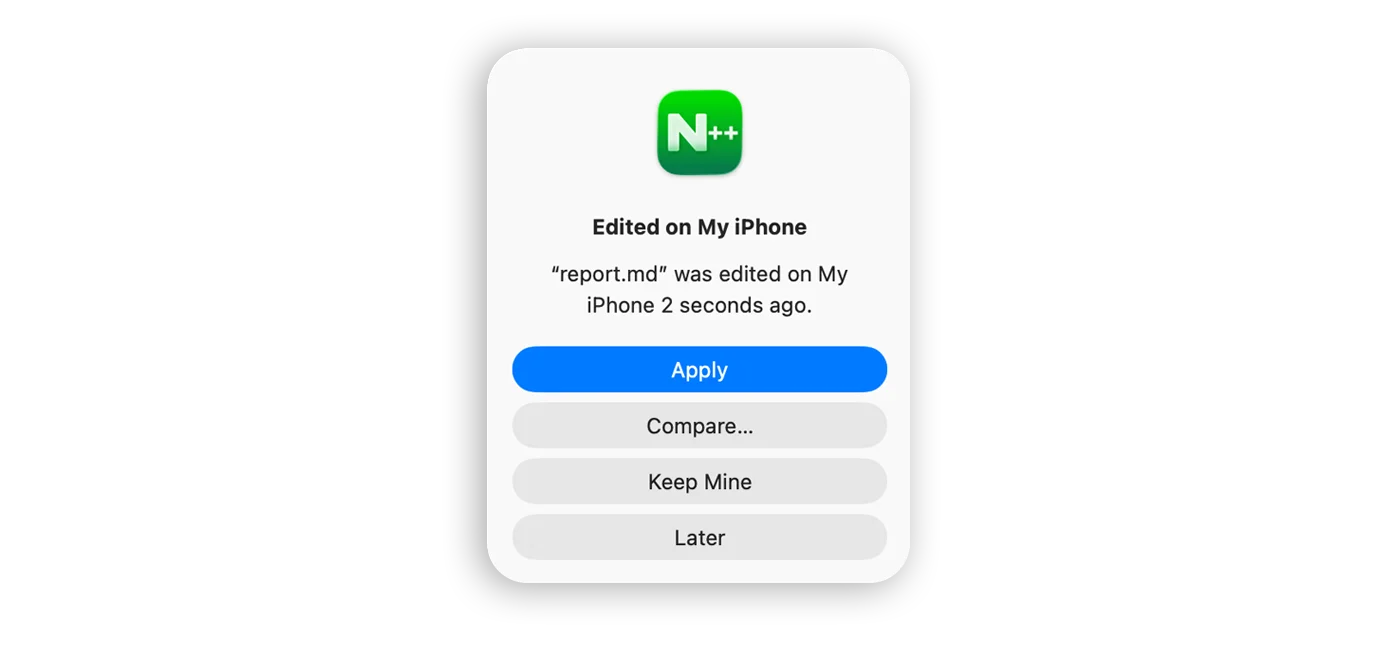 N++
Edited on My iPhone
“report.md” was edited on My
iPhone 2 seconds ago.
Apply
Compare...
Keep Mine
Later